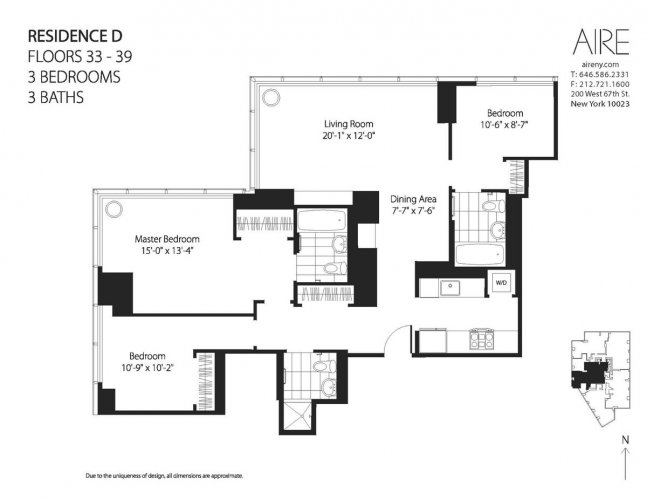 RESIDENCE D
FLOORS 33 - 39
3 BEDROOMS
3 BATHS
AIRE
aireny.com
T: 646.586.2331
F: 212.721.1600
200 West 67th St.
New York 10023
Living Room
20'-1" x 12'-0"
Bedroom
10'-6" x 8'-7"
Dining Area
7'-7" x 7'-6"
Master Bedroom
15'-0" x 13'-4"
W/D
Bedroom
10'-9" x 10'-2"
N
Due to the uniqueness of design, all dimensions are approximate.